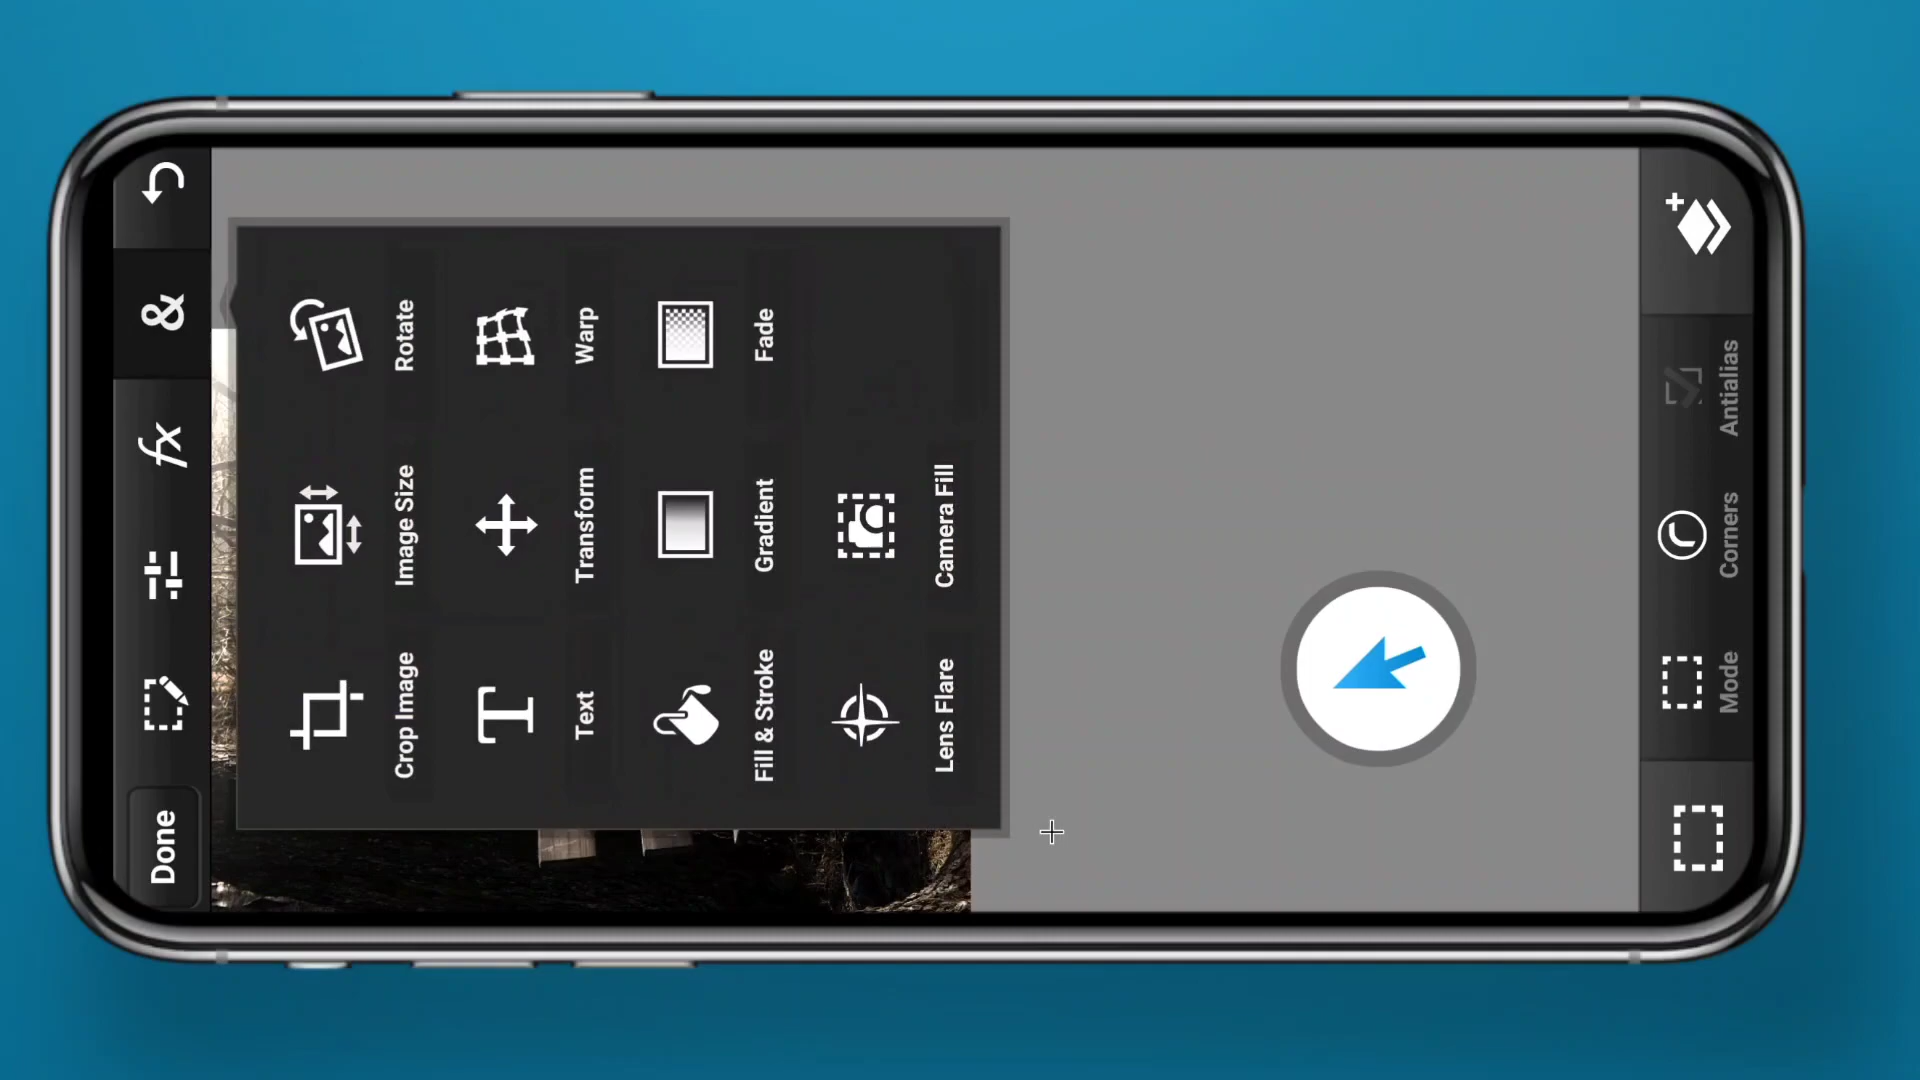 Done
fx
&
Crop Image
Image Size
Rotate
Text
Transform
Warp
Fill & Stroke
Gradient
Fade
Lens Flare
Camera Fill
Mode
Corners
Antialias